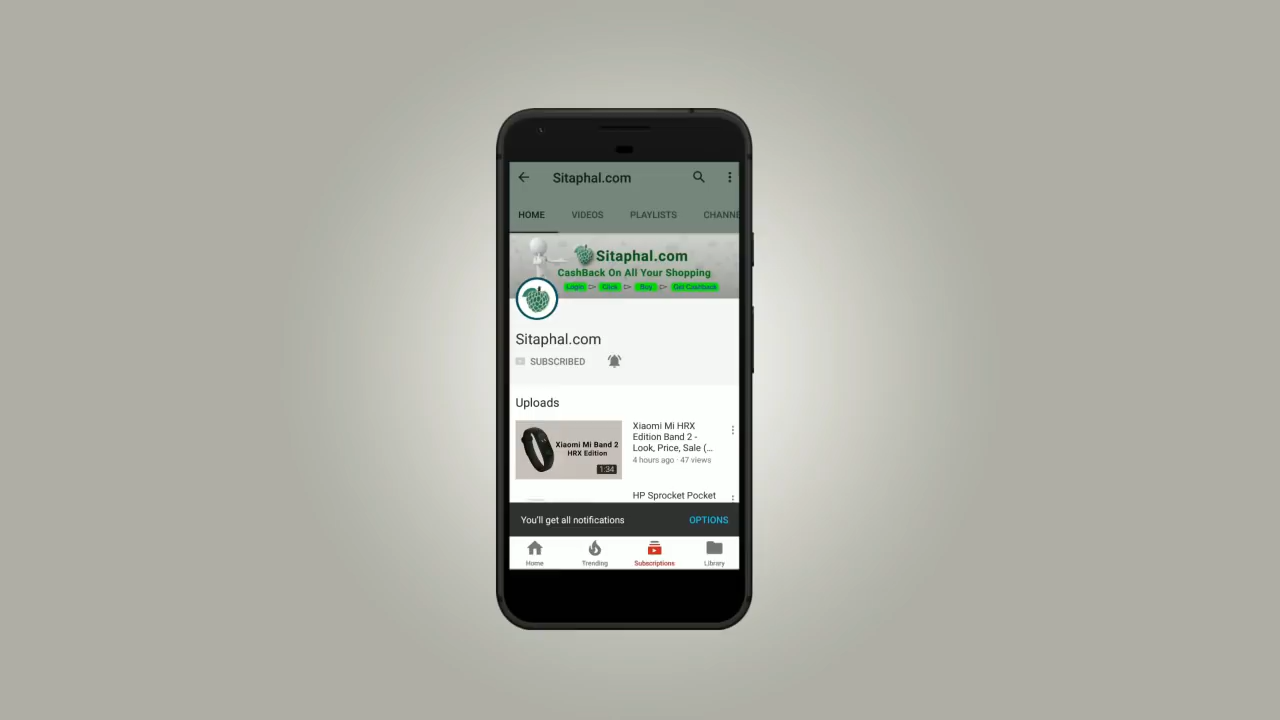 Sitaphal.com
HOME VIDEOS PLAYLISTS CHANNE
Sitaphal.com
CashBack On All Your Shopping
Login Click Buy Get Cashback
Sitaphal.com
SUBSCRIBED
Uploads
Xiaomi Mi Band 2
HRX Edition
1:34
Xiaomi Mi HRX
Edition Band 2 -
Look, Price, Sale (...
4 hours ago · 47 views
HP Sprocket Pocket
You'll get all notifications OPTIONS
Home Trending Subscriptions Library